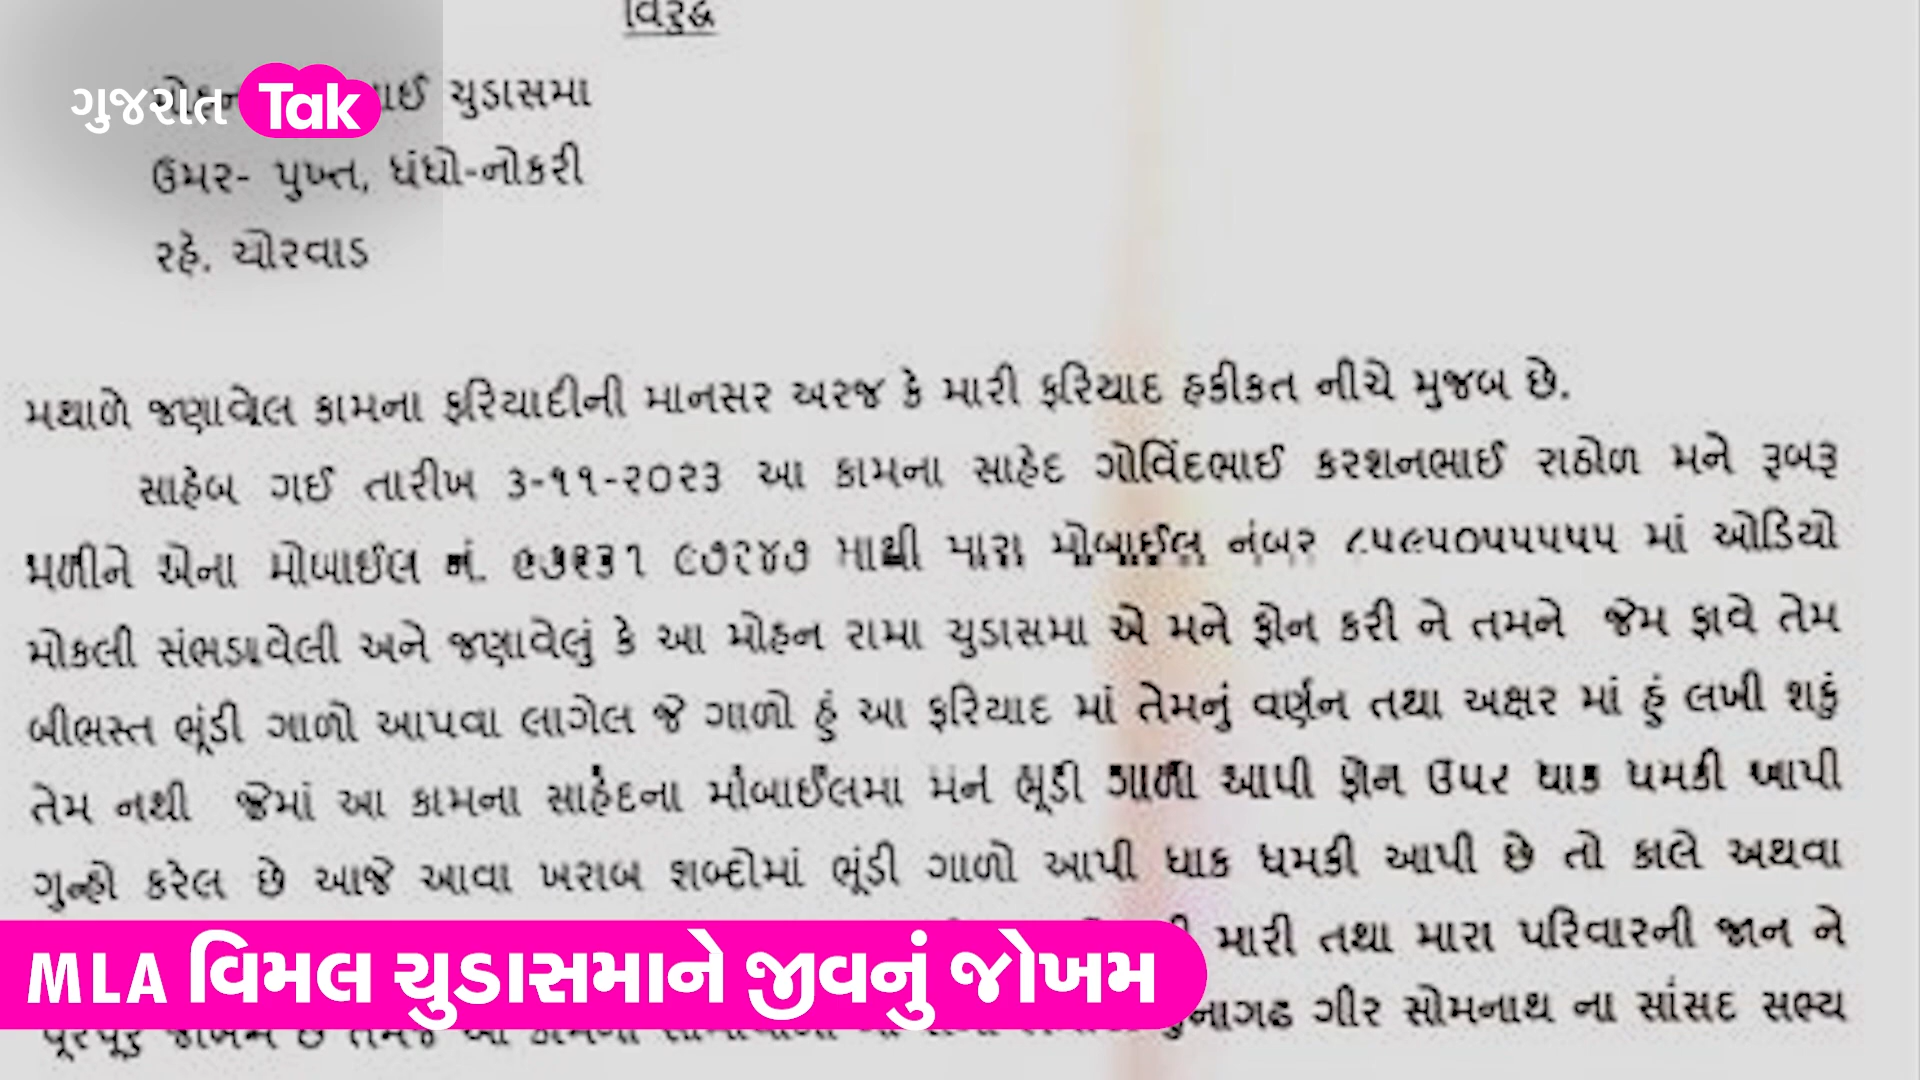 વિરુદ્ધ
ગુજરાત Tak
ભાઈ ચુડાસમા
ઉંમર- પુખ્ત, ધંધો-નોકરી
રહે. ચોરવાડ
મથાળે જણાવેલ કામના ફરિયાદીની માનસર અરજ કે મારી ફરિયાદ હકીકત નીચે મુજબ છે.
સાહેબ ગઈ તારીખ ૩-૧૧-૨૦૨૩ આ કામના સાહેદ ગોવિંદભાઈ કરશનભાઈ રાઠોળ મને રૂબરૂ
મળીને એના મોબાઈલ નં. માથી મારા મોબાઈલ નંબર ૮૫૯૫૦૫૫૫૫૫ માં ઓડિયો
મોકલી સંભડાવેલી અને જણાવેલું કે આ મોહન રામા ચુડાસમા એ મને ફોન કરી ને તમને જેમ ફાવે તેમ
બીભસ્ત ભૂંડી ગાળો આપવા લાગેલ જે ગાળો હું આ ફરિયાદ માં તેમનું વર્ણન તથા અક્ષર માં હું લખી શકું
તેમ નથી જેમાં આ કામના સાહેદના મોબાઈલમા મને ભૂંડી ગાળો આપી ફોન ઉપર ધાક ધમકી આપી
ગુન્હો કરેલ છે આજે આવા ખરાબ શબ્દોમાં ભૂંડી ગાળો આપી ધાક ધમકી આપી છે તો કાલે અથવા
મારી તથા મારા પરિવારની જાન ને
MLA વિમલ ચુડાસમાને જીવનું જોખમ
ગીર સોમનાથ ના સાંસદ સભ્ય